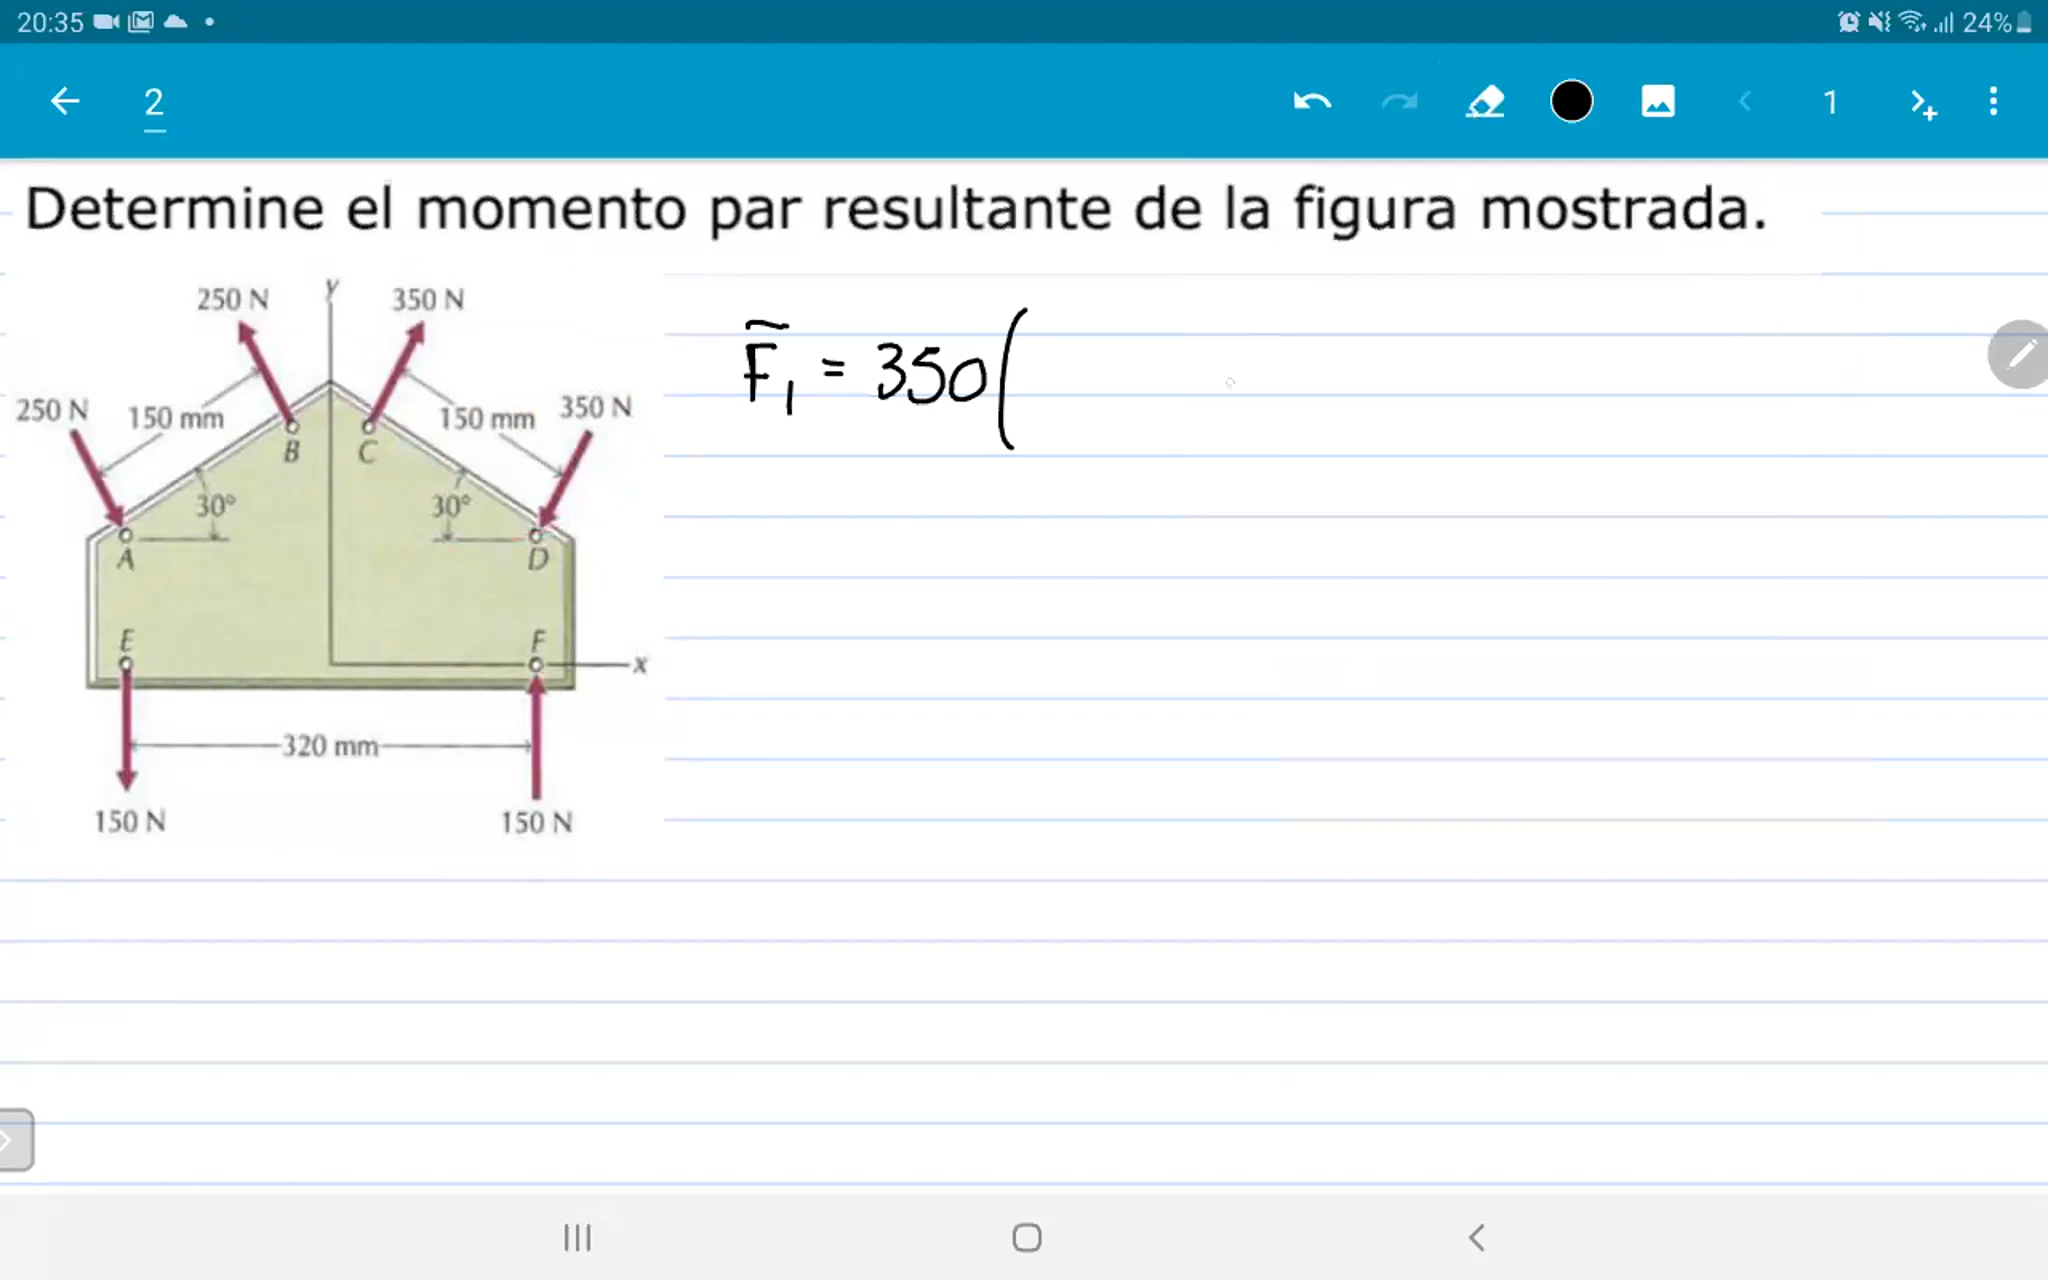 20:35 24%
2 1
Determine el momento par resultante de la figura mostrada.
250 N y 350 N
F₁ = 350(
250 N 150 mm 150 mm 350 N
B C
30° 30°
A D
E F
x
320 mm
150 N 150 N